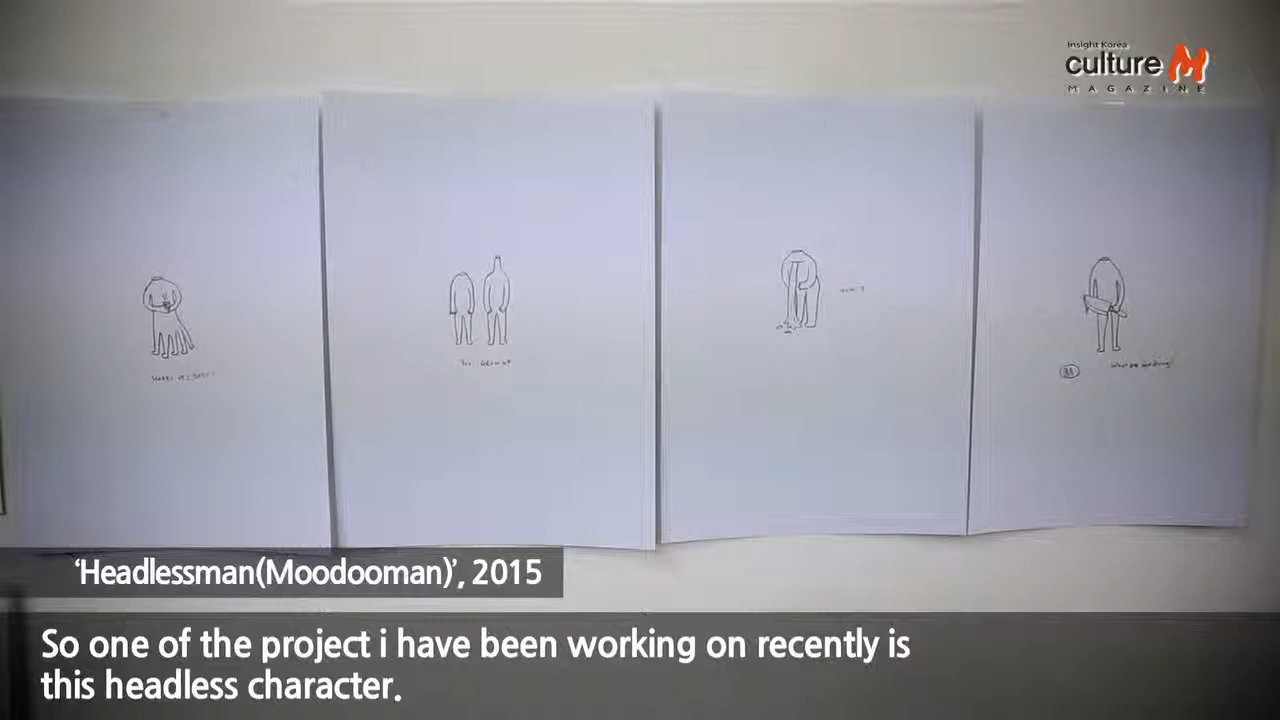 Insight Korea
culture M
MAGAZINE
33
‘Headlessman(Moodooman)’, 2015
So one of the project i have been working on recently is
this headless character.